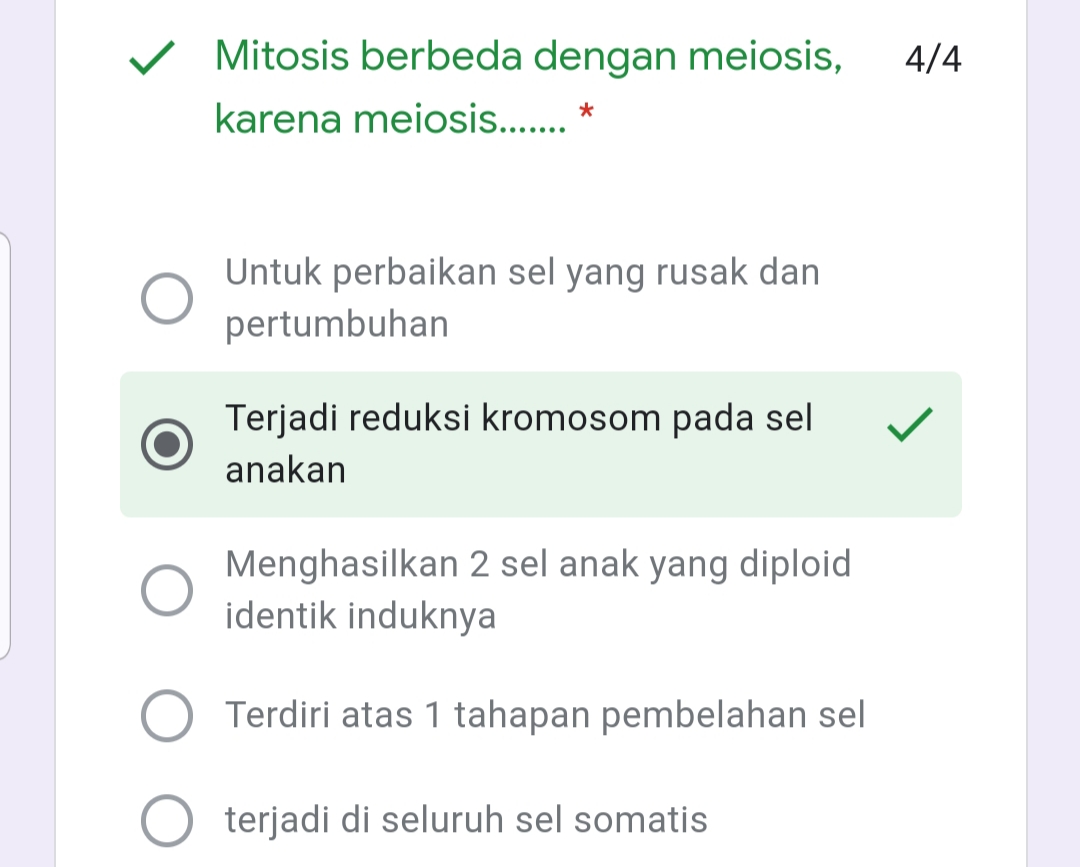 Mitosis berbeda dengan meiosis, 4/4
karena meiosis....... *
Untuk perbaikan sel yang rusak dan
pertumbuhan
Terjadi reduksi kromosom pada sel
anakan
Menghasilkan 2 sel anak yang diploid
identik induknya
Terdiri atas 1 tahapan pembelahan sel
terjadi di seluruh sel somatis